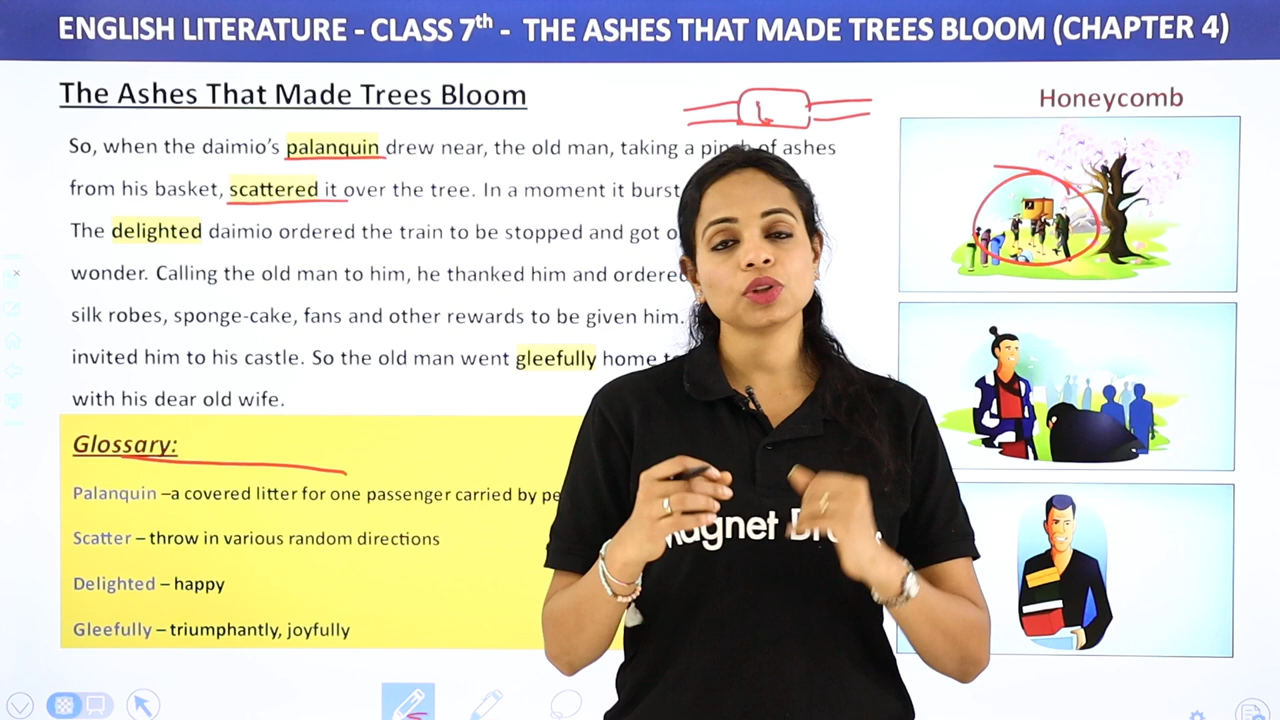 ENGLISH LITERATURE - CLASS 7th - THE ASHES THAT MADE TREES BLOOM (CHAPTER 4)
The Ashes That Made Trees Bloom
Honeycomb
So, when the daimio's palanquin drew near, the old man, taking a pinch of ashes
from his basket, scattered it over the tree. In a moment it burst
The delighted daimio ordered the train to be stopped and got
wonder. Calling the old man to him, he thanked him and ordered
silk robes, sponge-cake, fans and other rewards to be given him.
invited him to his castle. So the old man went gleefully home
with his dear old wife.
Glossary:
Palanquin –a covered litter for one passenger carried by
Scatter – throw in various random directions
Delighted – happy
Gleefully – triumphantly, joyfully
Magnet